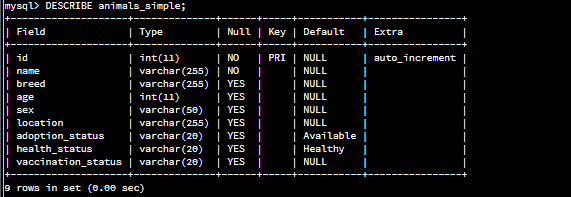 mysql> DESCRIBE animals_simple;
+--------------------+--------------+------+-----+-----------+----------------+
| Field              | Type         | Null | Key | Default   | Extra          |
+--------------------+--------------+------+-----+-----------+----------------+
| id                 | int(11)      | NO   | PRI | NULL      | auto_increment |
| name               | varchar(255) | NO   |     | NULL      |                |
| breed              | varchar(255) | YES  |     | NULL      |                |
| age                | int(11)      | YES  |     | NULL      |                |
| sex                | varchar(50)  | YES  |     | NULL      |                |
| location           | varchar(255) | YES  |     | NULL      |                |
| adoption_status    | varchar(20)  | YES  |     | Available |                |
| health_status      | varchar(20)  | YES  |     | Healthy   |                |
| vaccination_status | varchar(20)  | YES  |     | NULL      |                |
+--------------------+--------------+------+-----+-----------+----------------+
9 rows in set (0.00 sec)